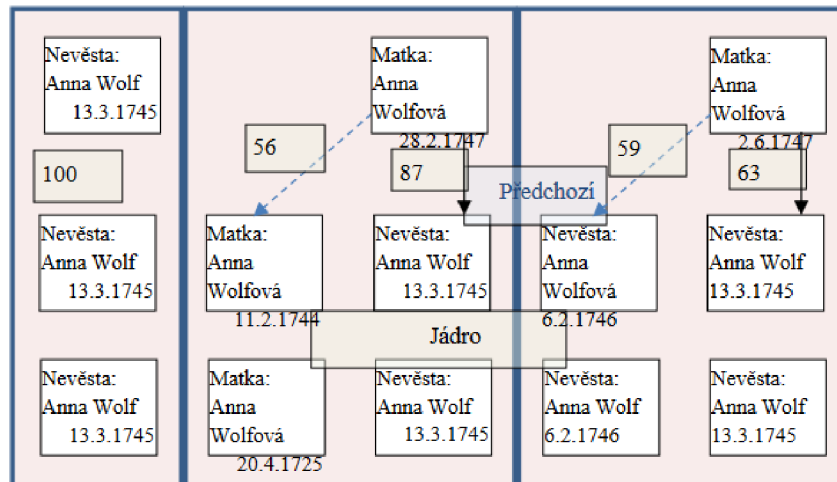 Nevěsta:
Anna Wolf
13.3.1745
100
Nevěsta:
Anna Wolf
13.3.1745
Nevěsta:
Anna Wolf
13.3.1745
Matka:
Anna
Wolfová
28.2.1747
56
87
Předchozí
Matka:
Anna
Wolfová
11.2.1744
Nevěsta:
Anna Wolf
13.3.1745
Jádro
Matka:
Anna
Wolfová
20.4.1725
Nevěsta:
Anna Wolf
13.3.1745
Matka:
Anna
Wolfová
2.6.1747
59
63
Nevěsta:
Anna
Wolfová
6.2.1746
Nevěsta:
Anna Wolf
13.3.1745
Nevěsta:
Anna Wolf
6.2.1746
Nevěsta:
Anna Wolf
13.3.1745